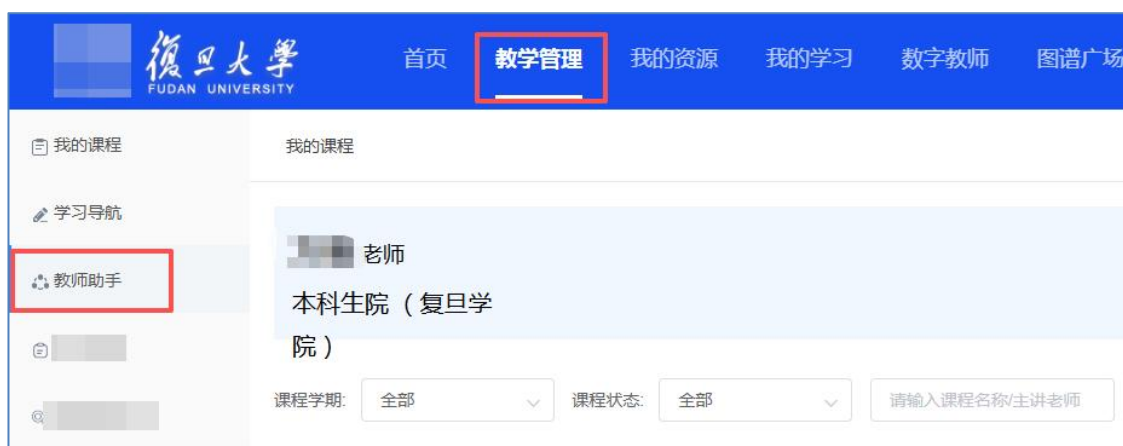 復旦大學
FUDAN UNIVERSITY
首页 教学管理 我的资源 我的学习 数字教师 图谱广场
我的课程
我的课程
学习导航
老师
教师助手
本科生院（复旦学
院）
课程学期: 全部 课程状态: 全部 请输入课程名称/主讲老师